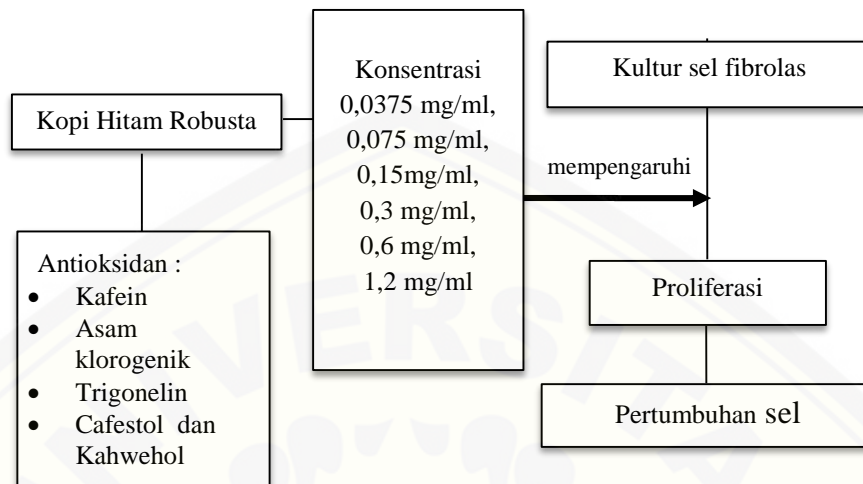 Kopi Hitam Robusta
Antioksidan :
• Kafein
• Asam
klorogenik
• Trigonelin
• Cafestol dan
Kahwehol
Konsentrasi
0,0375 mg/ml,
0,075 mg/ml,
0,15mg/ml,
0,3 mg/ml,
0,6 mg/ml,
1,2 mg/ml
mempengaruhi
Kultur sel fibrolas
Proliferasi
Pertumbuhan sel
VERSITA